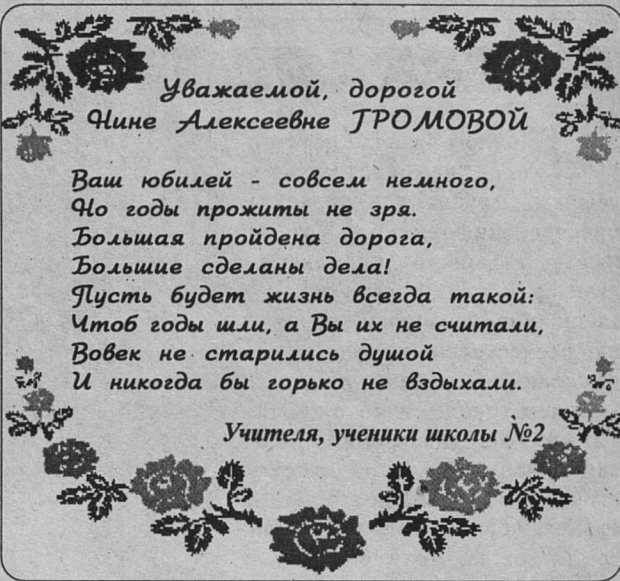 Уважаемой, дорогой
Нине Алексеевне ГРОМОВОЙ
Ваш юбилей - совсем немного,
Но годы прожиты не зря.
Большая пройдена дорога,
Большие сделаны дела!
Пусть будет жизнь всегда такой:
Чтоб годы шли, а Вы их не считали,
Вовек не старились душой
И никогда бы горько не вздыхали.
Учителя, ученики школы №2